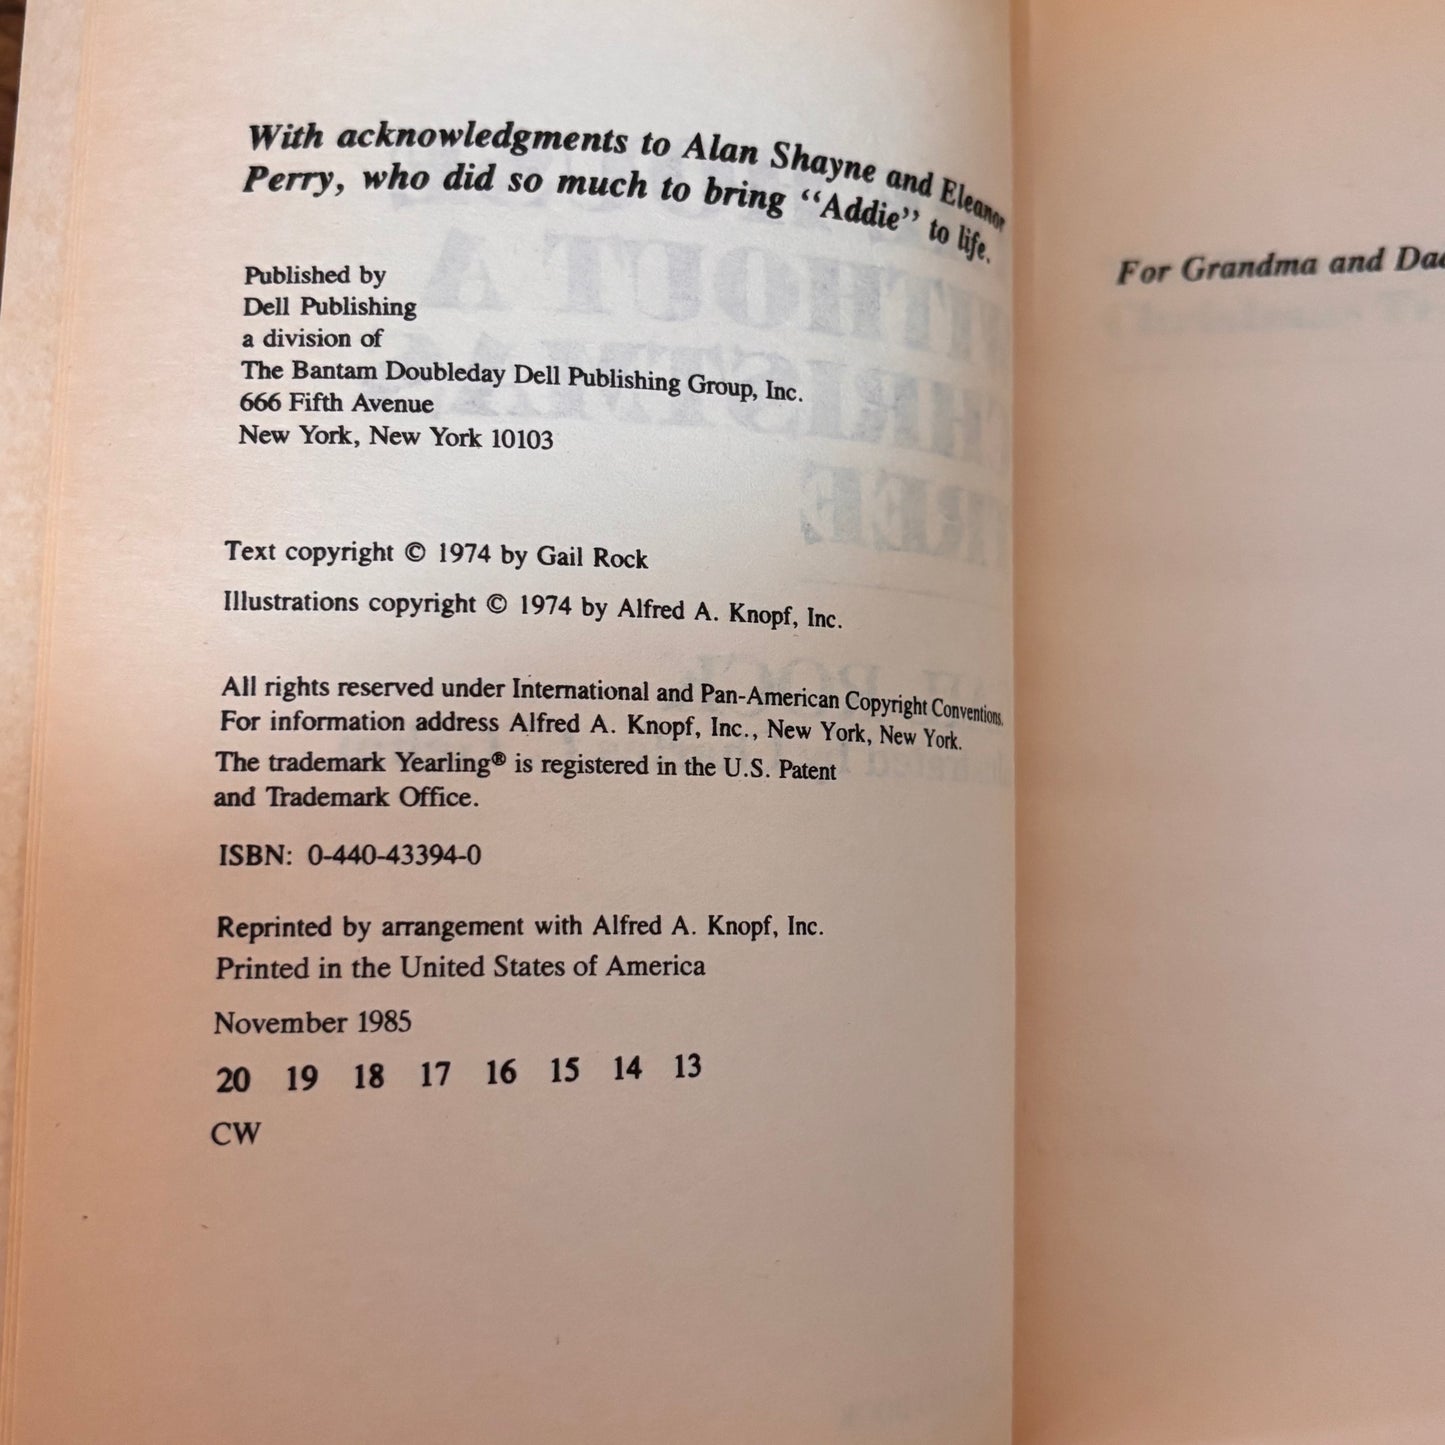 With acknowledgments to Alan Shayne and Eleanor
Perry, who did so much to bring “Addie” to life.
Published by
Dell Publishing
a division of
The Bantam Doubleday Dell Publishing Group, Inc.
666 Fifth Avenue
New York, New York 10103
Text copyright © 1974 by Gail Rock
Illustrations copyright © 1974 by Alfred A. Knopf, Inc.
All rights reserved under International and Pan-American Copyright Conventions.
For information address Alfred A. Knopf, Inc., New York, New York.
The trademark Yearling® is registered in the U.S. Patent
and Trademark Office.
ISBN: 0-440-43394-0
Reprinted by arrangement with Alfred A. Knopf, Inc.
Printed in the United States of America
November 1985
20 19 18 17 16 15 14 13
CW
For Grandma and